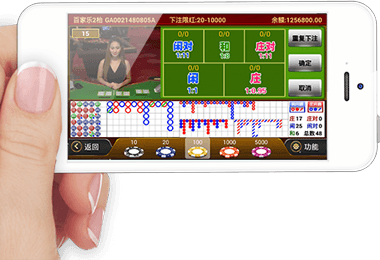 百家乐2枱 GA0021480805A 下注限红:20-10000 余额:1256800.00
15
0/0 0/0 0/0
闲对 和 庄对
1:11 1:8 1:11
0/0 0/0
闲 庄
1:1 1:0.95
重复下注
确定
取消
庄 17 庄对
闲 25 闲对
和 6 总数 48
返回
10 20 100 1000 5000
功能